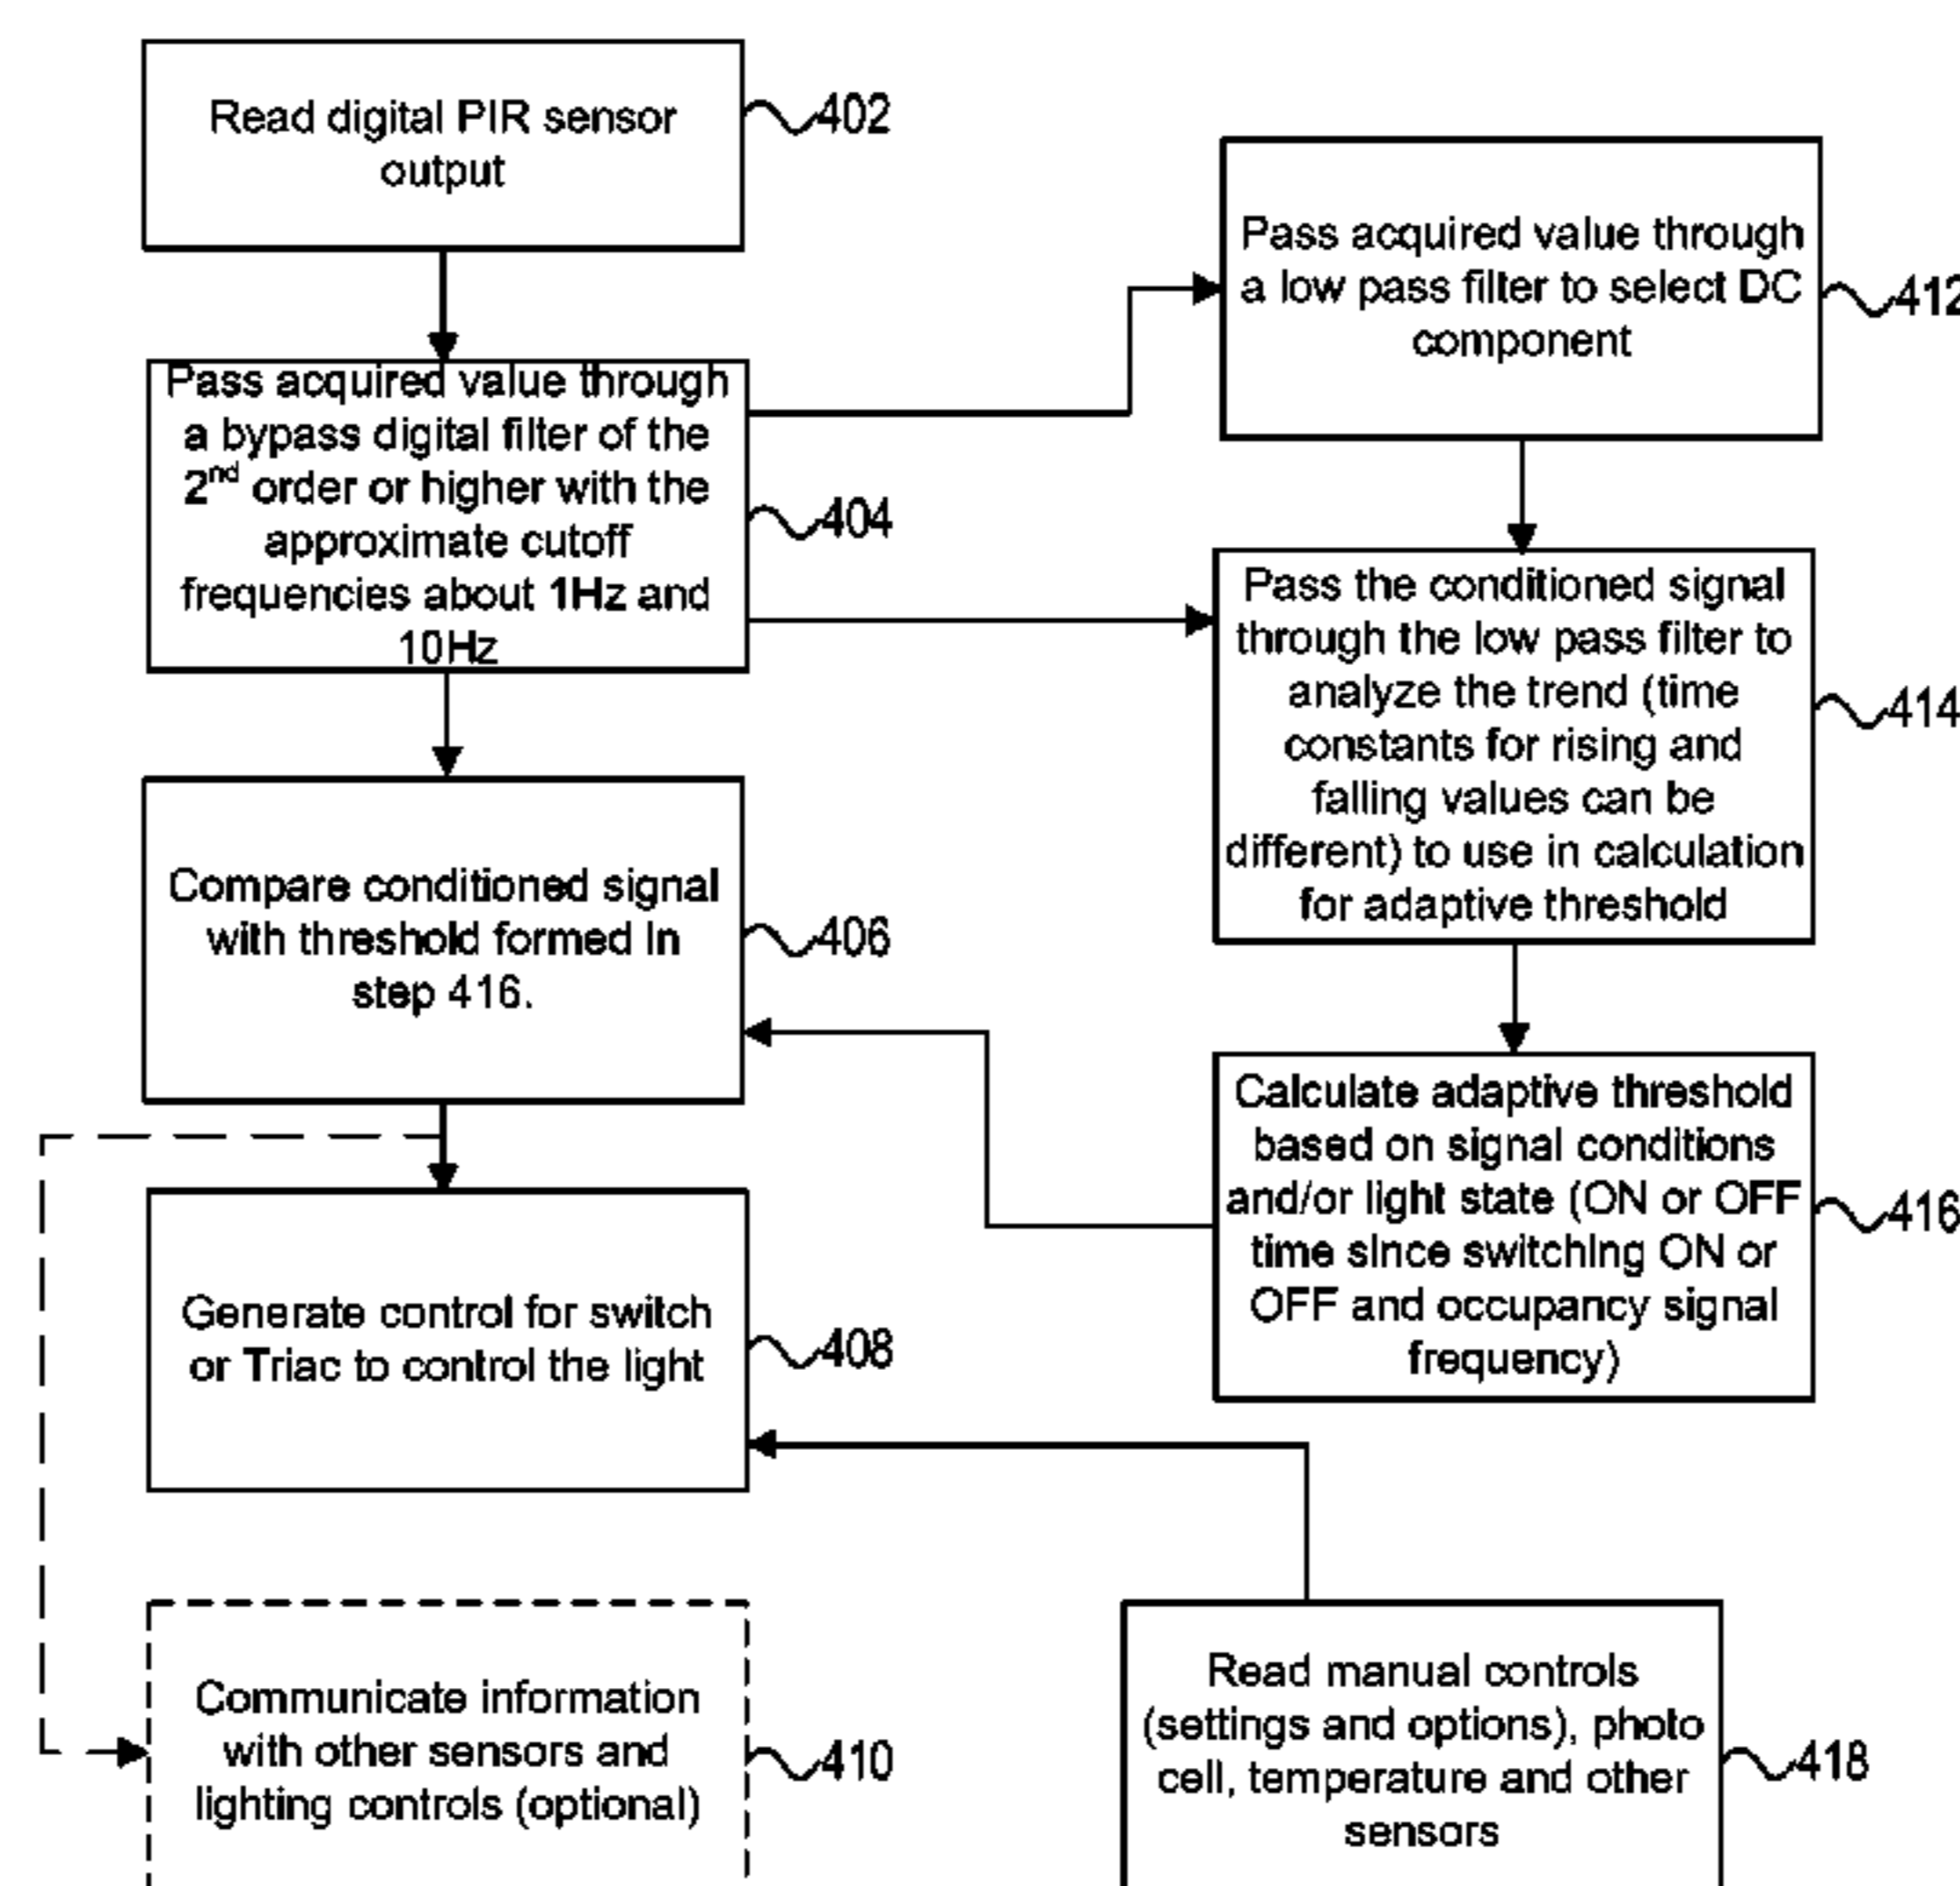 Read digital PIR sensor
output
402
Pass acquired value through
a bypass digital filter of the
2nd order or higher with the
approximate cutoff
frequencies about 1Hz and
10Hz
404
Compare conditioned signal
with threshold formed in
step 416.
406
Generate control for switch
or Triac to control the light
408
Communicate information
with other sensors and
lighting controls (optional)
410
Pass acquired value through
a low pass filter to select DC
component
412
Pass the conditioned signal
through the low pass filter to
analyze the trend (time
constants for rising and
falling values can be
different) to use in calculation
for adaptive threshold
414
Calculate adaptive threshold
based on signal conditions
and/or light state (ON or OFF
time since switching ON or
OFF and occupancy signal
frequency)
416
Read manual controls
(settings and options), photo
cell, temperature and other
sensors
418